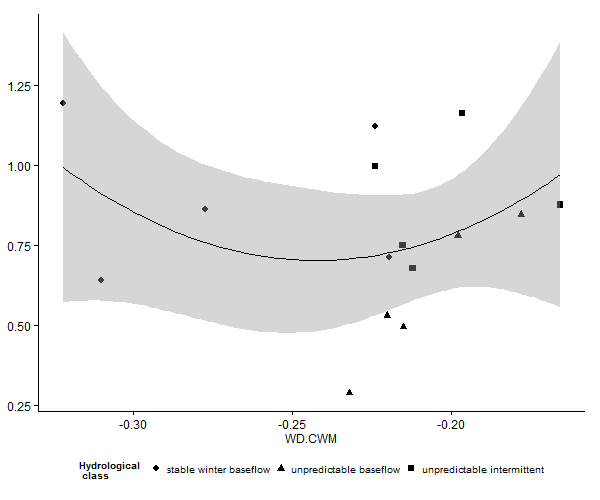 1.25
1.00
0.75
0.50
0.25
-0.30 -0.25 -0.20
WD.CWM
Hydrological
class
stable winter baseflow unpredictable baseflow unpredictable intermittent